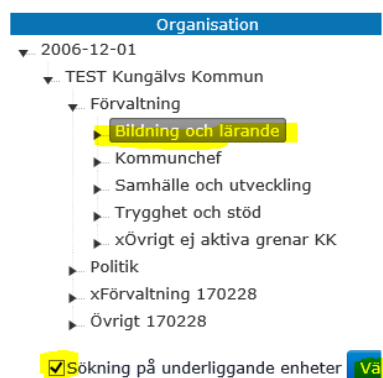 Organisation
2006-12-01
TEST Kungälvs Kommun
Förvaltning
Bildning och lärande
Kommunchef
Samhälle och utveckling
Trygghet och stöd
xÖvrigt ej aktiva grenar KK
Politik
xFörvaltning 170228
Övrigt 170228
Sökning på underliggande enheter